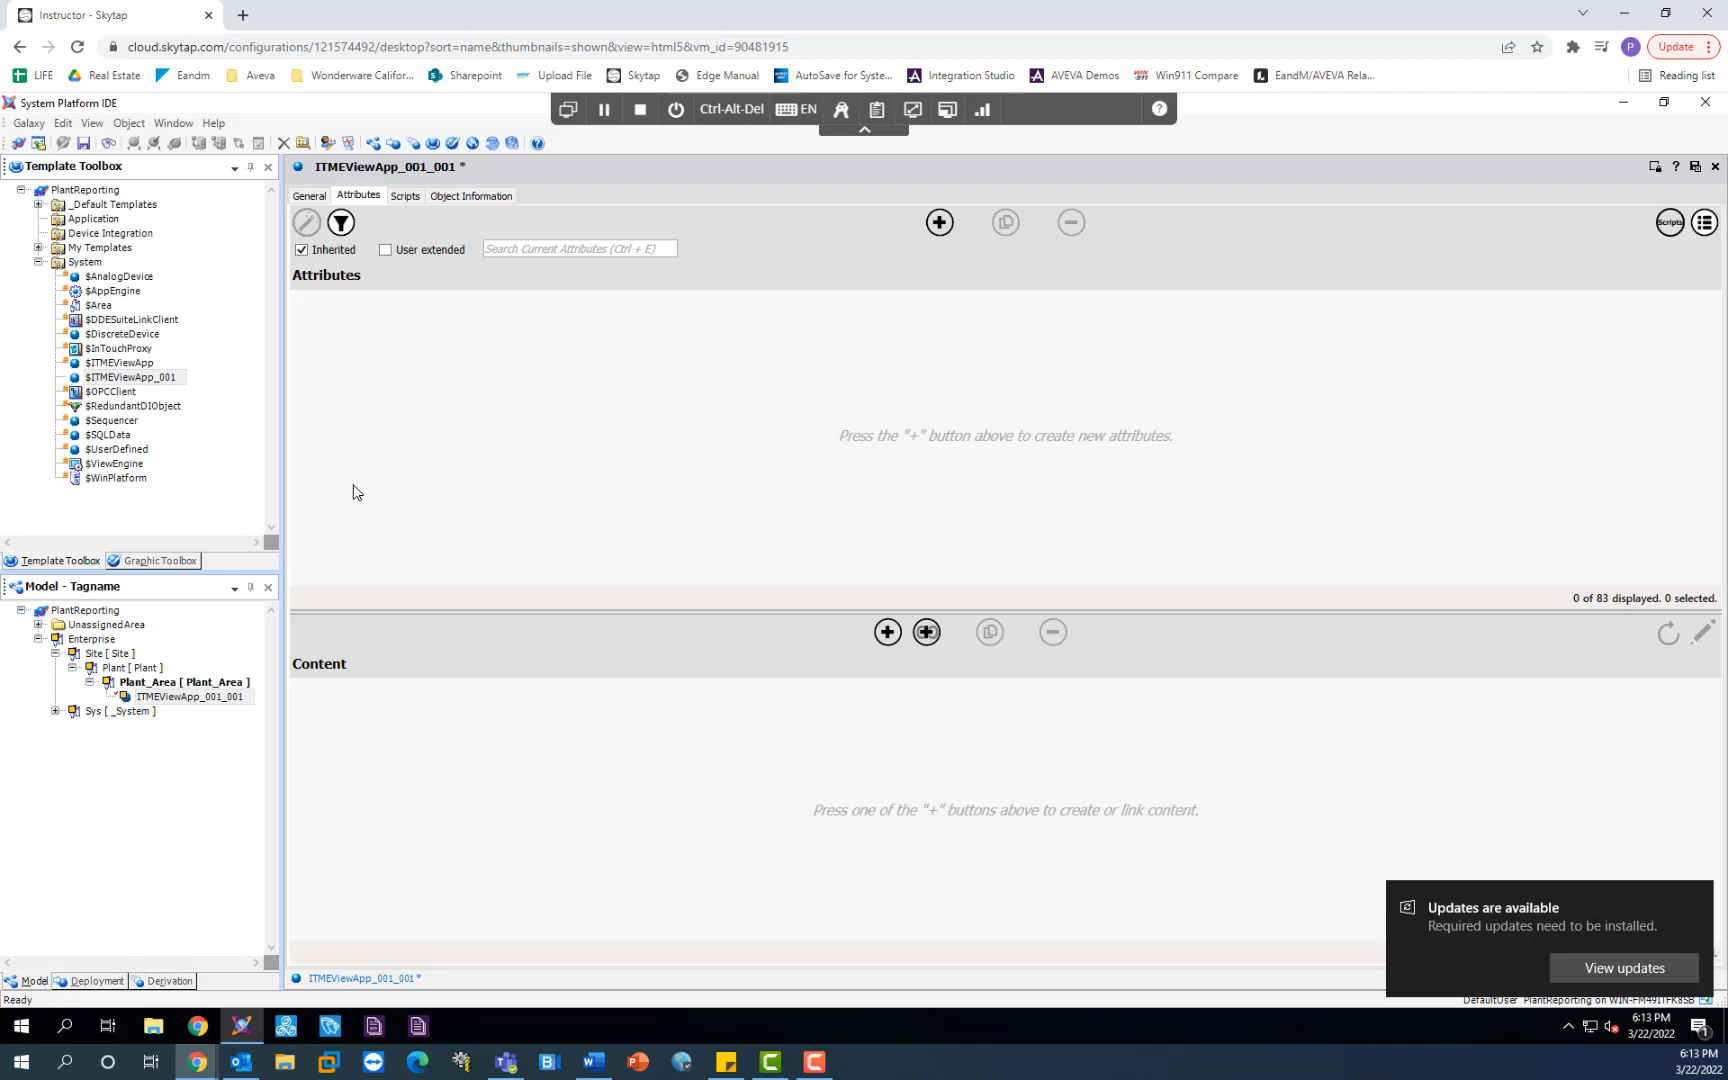 Instructor - Skytap
cloud.skytap.com/configurations/121574492/desktop?sort=name&thumbnails=shown&view=html5&vm_id=90481915
P
Update
LIFE
Real Estate
Eandm
Aveva
Wonderware Califor...
Sharepoint
Upload File
Skytap
Edge Manual
AutoSave for Syste...
Integration Studio
AVEVA Demos
Win911 Compare
EandM/AVEVA Rela...
Reading list
System Platform IDE
Ctrl-Alt-Del
EN
Galaxy Edit View Object Window Help
Template Toolbox
PlantReporting
_Default Templates
Application
Device Integration
My Templates
System
$AnalogDevice
$AppEngine
$Area
$DDESuiteLinkClient
$DiscreteDevice
$InTouchProxy
$ITMEViewApp
$ITMEViewApp_001
$OPCClient
$RedundantDIObject
$Sequencer
$SQLData
$UserDefined
$ViewEngine
$WinPlatform
Template Toolbox Graphic Toolbox
Model - Tagname
PlantReporting
UnassignedArea
Enterprise
Site [ Site ]
Plant [ Plant ]
Plant_Area [ Plant_Area ]
ITMEViewApp_001_001
Sys [ _System ]
Model Deployment Derivation
Ready
ITMEViewApp_001_001 *
General Attributes Scripts Object Information
Scripts
Inherited User extended Search Current Attributes (Ctrl + E)
Attributes
Press the "+" button above to create new attributes.
0 of 83 displayed. 0 selected.
Content
Press one of the "+" buttons above to create or link content.
ITMEViewApp_001_001 *
Updates are available
Required updates need to be installed.
View updates
DefaultUser PlantReporting on WIN-FM49ITFK8SB
6:13 PM
3/22/2022
1
6:13 PM
3/22/2022